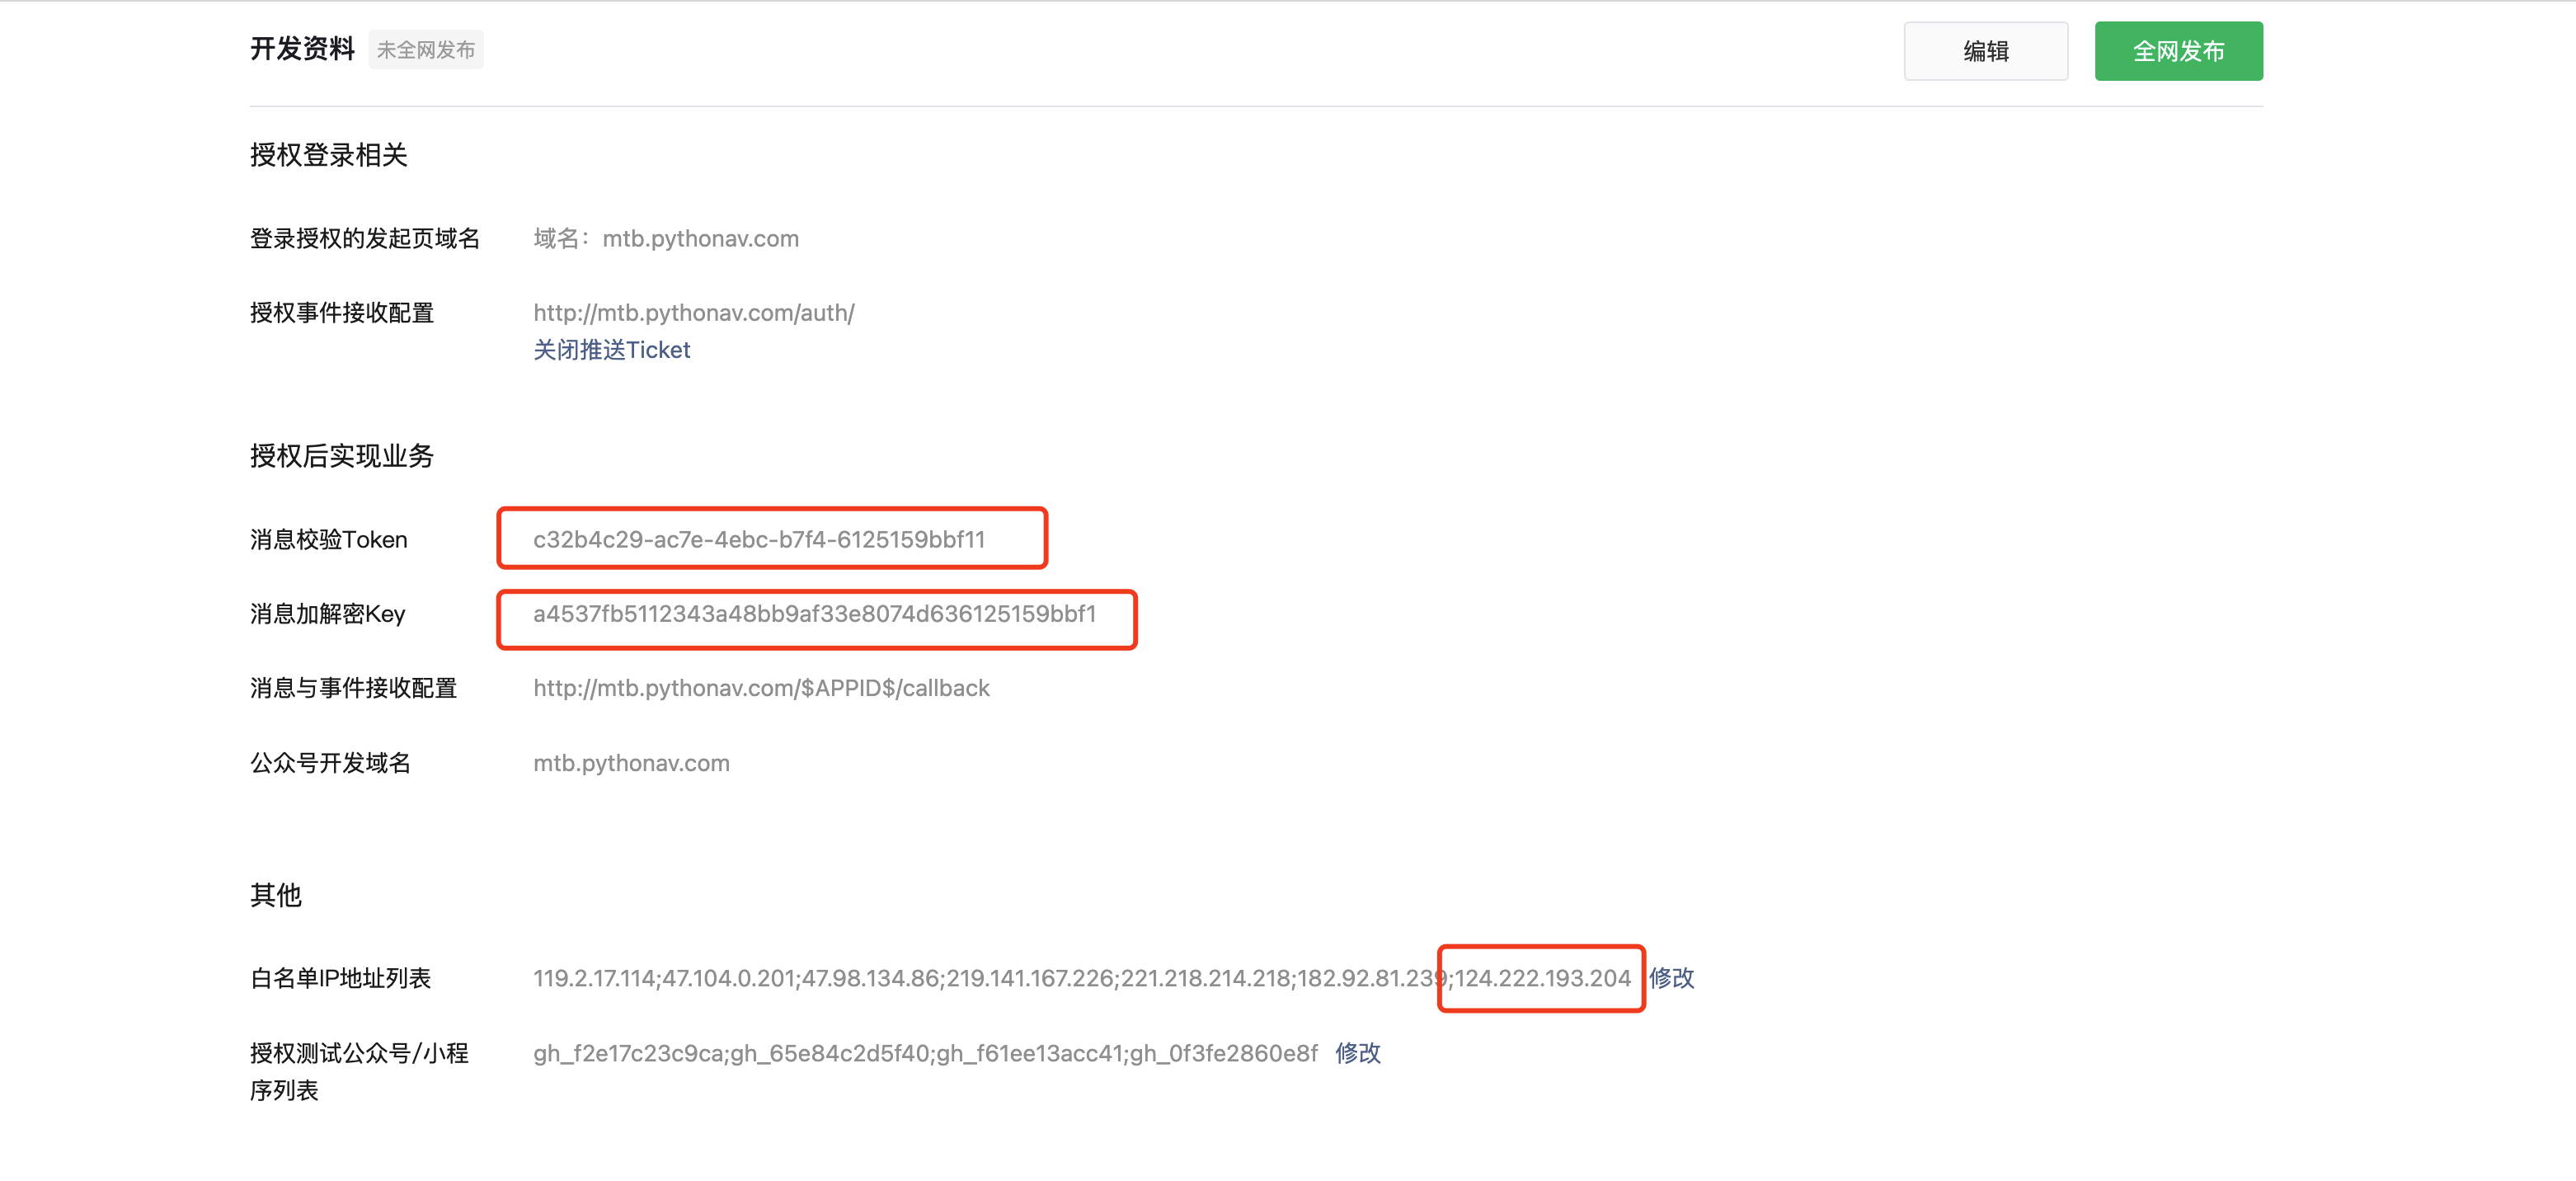 开发资料 未全网发布 编辑 全网发布
授权登录相关
登录授权的发起页域名 域名：mtb.pythonav.com
授权事件接收配置 http://mtb.pythonav.com/auth/
关闭推送Ticket
授权后实现业务
消息校验Token c32b4c29-ac7e-4ebc-b7f4-6125159bbf11
消息加解密Key a4537fb5112343a48bb9af33e8074d636125159bbf1
消息与事件接收配置 http://mtb.pythonav.com/$APPID$/callback
公众号开发域名 mtb.pythonav.com
其他
白名单IP地址列表 119.2.17.114;47.104.0.201;47.98.134.86;219.141.167.226;221.218.214.218;182.92.81.239;124.222.193.204 修改
授权测试公众号/小程 gh_f2e17c23c9ca;gh_65e84c2d5f40;gh_f61ee13acc41;gh_0f3fe2860e8f 修改
序列表